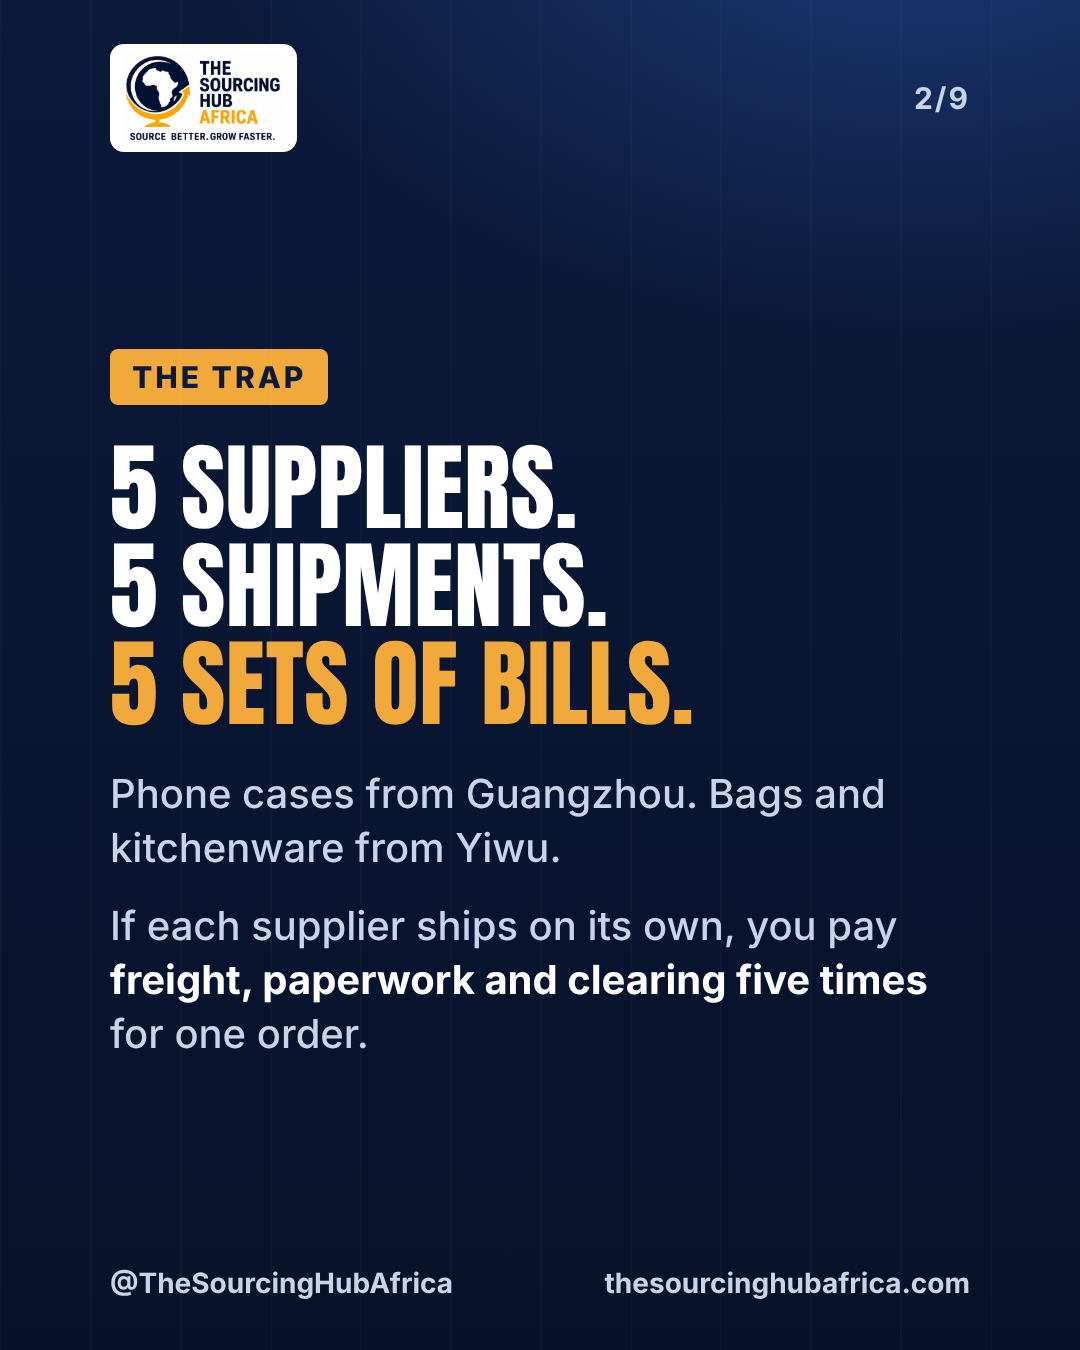 THE
SOURCING
HUB
AFRICA
SOURCE BETTER. GROW FASTER.
2/9
THE TRAP
5 SUPPLIERS.
5 SHIPMENTS.
5 SETS OF BILLS.
Phone cases from Guangzhou. Bags and
kitchenware from Yiwu.
If each supplier ships on its own, you pay
freight, paperwork and clearing five times
for one order.
@TheSourcingHubAfrica
thesourcinghubafrica.com